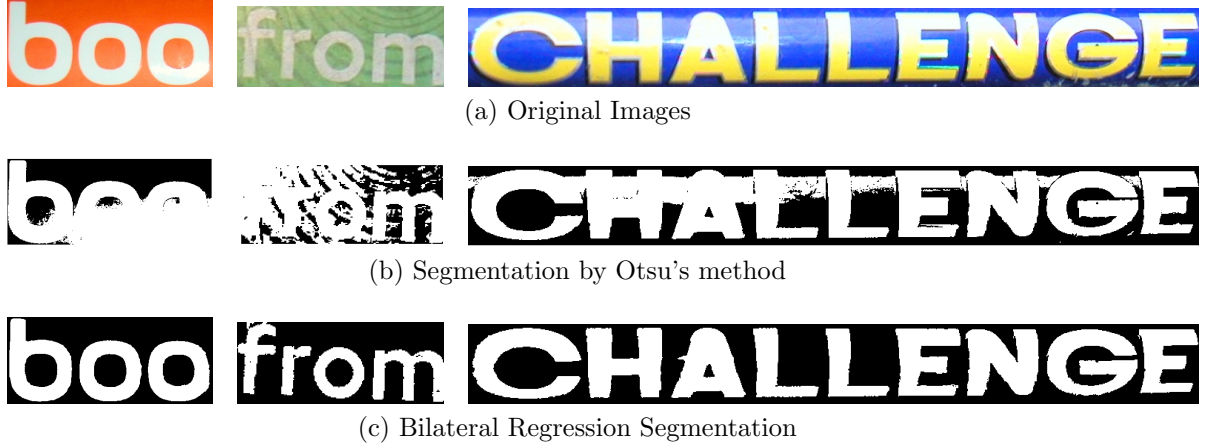 boo from CHALLENGE
(a) Original Images
boo from CHALLENGE
(b) Segmentation by Otsu's method
boo from CHALLENGE
(c) Bilateral Regression Segmentation